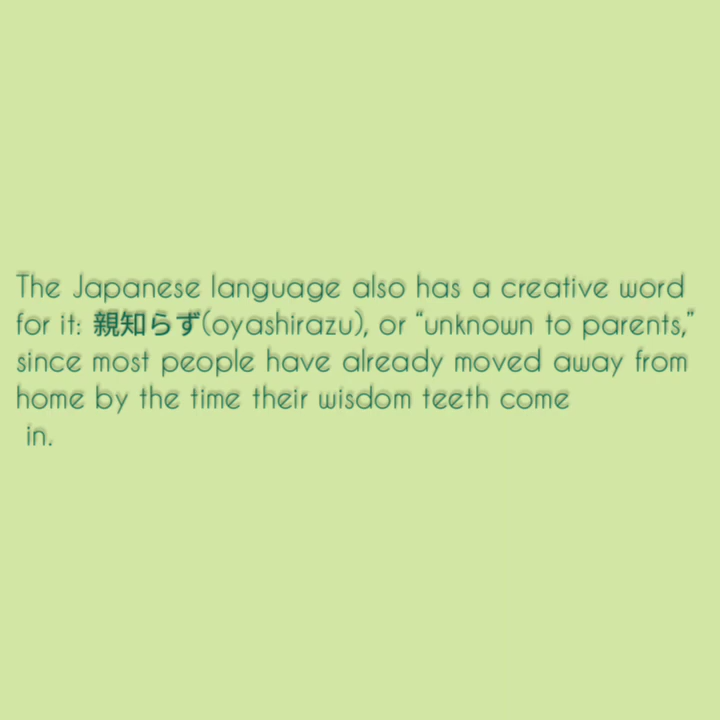 The Japanese language also has a creative word
for it: 親知らず(oyashirazu), or “unknown to parents,”
since most people have already moved away from
home by the time their wisdom teeth come
in.